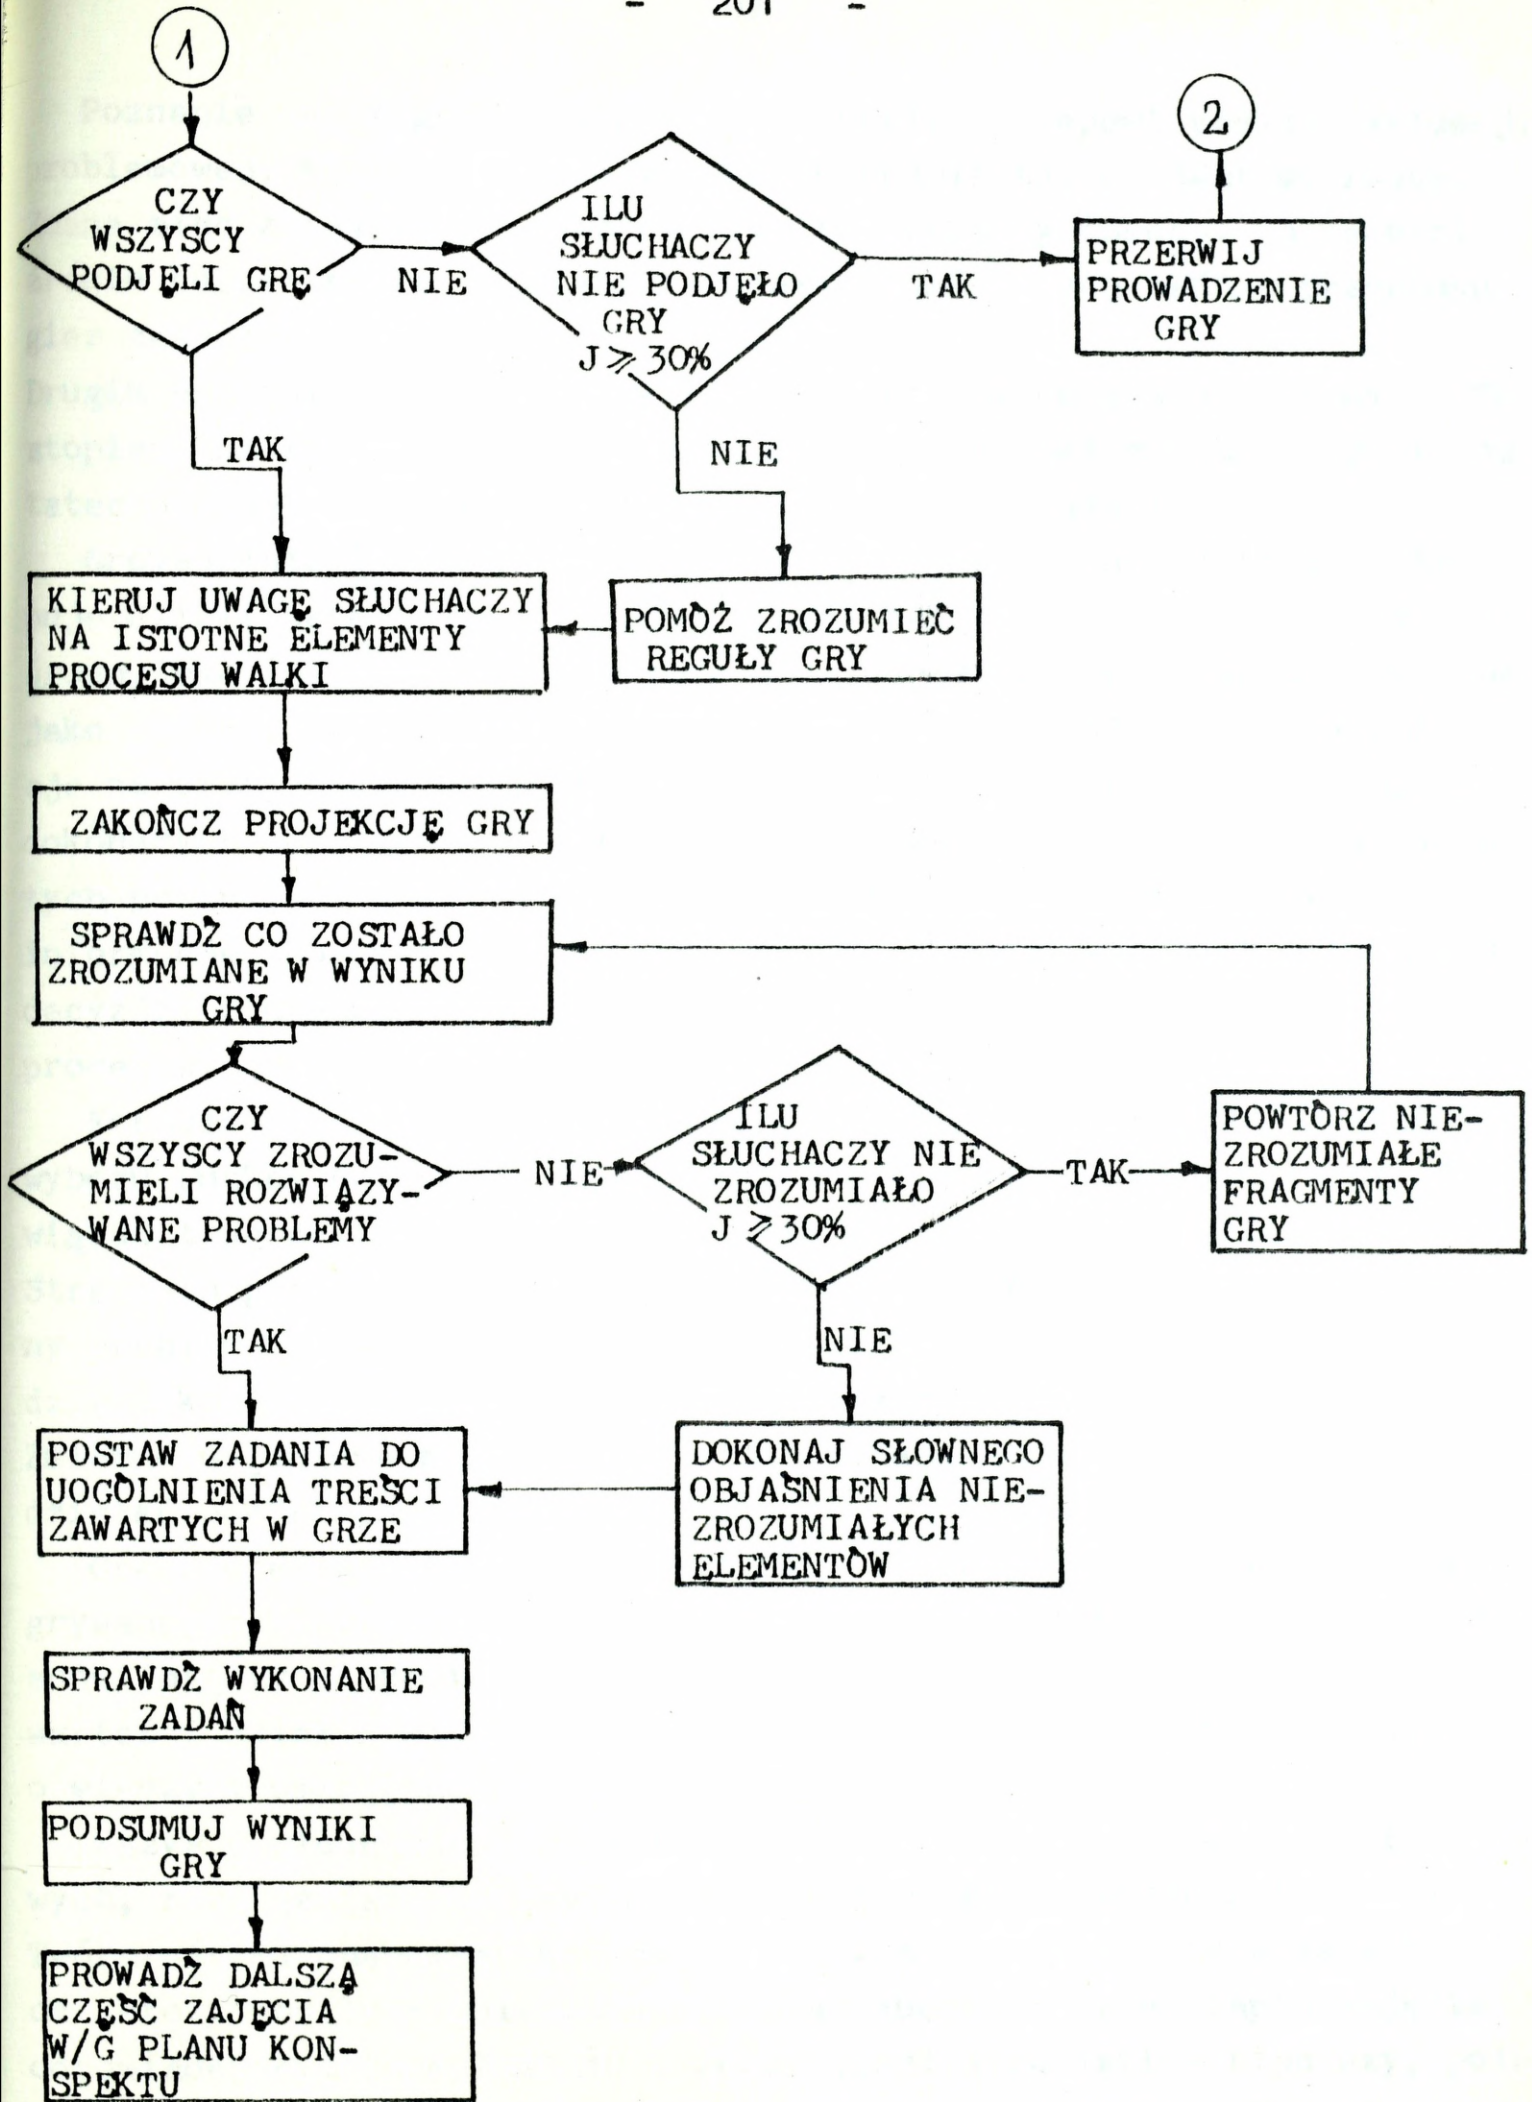 - 201 -
1
2
CZY
WSZYSCY
PODJĘLI GRĘ
NIE
ILU
SŁUCHACZY
NIE PODJĘŁO
GRY
J ⩾ 30%
TAK
PRZERWIJ
PROWADZENIE
GRY
TAK
NIE
KIERUJ UWAGĘ SŁUCHACZY
NA ISTOTNE ELEMENTY
PROCESU WALKI
POMÓŻ ZROZUMIEĆ
REGUŁY GRY
ZAKOŃCZ PROJEKCJĘ GRY
SPRAWDŹ CO ZOSTAŁO
ZROZUMIANE W WYNIKU
GRY
CZY
WSZYSCY ZROZU-
MIELI ROZWIĄZY-
WANE PROBLEMY
NIE
ILU
SŁUCHACZY NIE
ZROZUMIAŁO
J ⩾ 30%
TAK
POWTÓRZ NIE-
ZROZUMIAŁE
FRAGMENTY
GRY
TAK
NIE
POSTAW ZADANIA DO
UOGÓLNIENIA TREŚCI
ZAWARTYCH W GRZE
DOKONAJ SŁOWNEGO
OBJAŚNIENIA NIE-
ZROZUMIAŁYCH
ELEMENTÓW
SPRAWDŹ WYKONANIE
ZADAŃ
PODSUMUJ WYNIKI
GRY
PROWADŹ DALSZĄ
CZĘŚĆ ZAJĘCIA
W/G PLANU KON-
SPEKTU